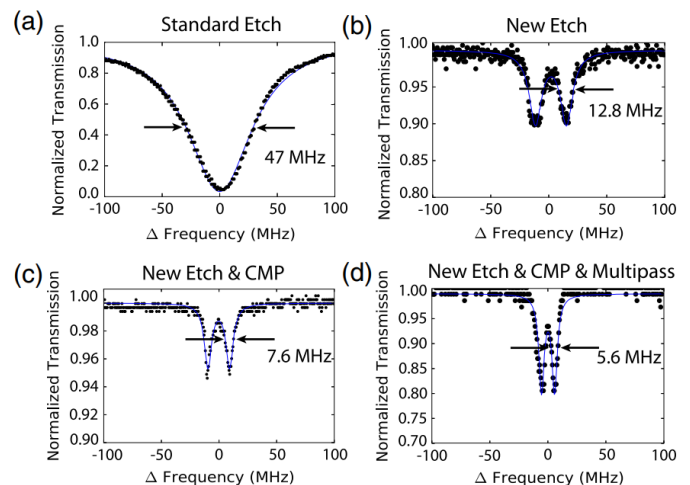 (a)
Standard Etch
Normalized Transmission
1.0
0.8
0.6
0.4
0.2
0.0
47 MHz
-100
-50
0
50
100
Δ Frequency (MHz)
(b)
New Etch
Normalized Transmission
1.00
0.95
0.90
0.85
0.80
12.8 MHz
-100
-50
0
50
100
Δ Frequency (MHz)
(c)
New Etch & CMP
Normalized Transmission
1.00
0.98
0.96
0.94
0.92
0.90
7.6 MHz
-100
-50
0
50
100
Δ Frequency (MHz)
(d)
New Etch & CMP & Multipass
Normalized Transmission
1.00
0.95
0.90
0.85
0.80
0.75
0.70
5.6 MHz
-100
-50
0
50
100
Δ Frequency (MHz)